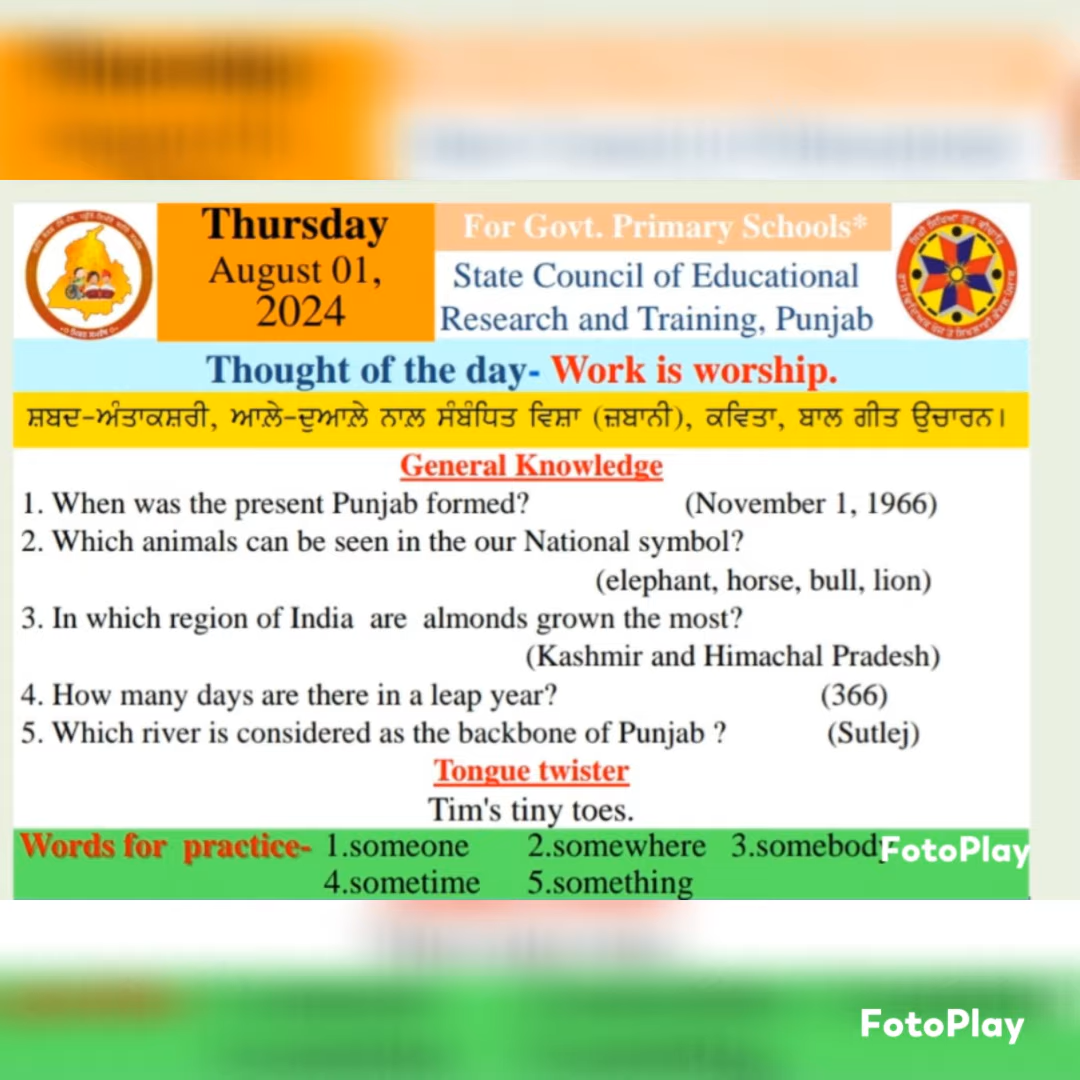 Thursday
August 01,
2024
For Govt. Primary Schools*
State Council of Educational
Research and Training, Punjab
Thought of the day- Work is worship.
ਸ਼ਬਦ-ਅੰਤਾਕਸ਼ਰੀ, ਆਲ਼ੇ-ਦੁਆਲ਼ੇ ਨਾਲ਼ ਸੰਬੰਧਿਤ ਵਿਸ਼ਾ (ਜ਼ਬਾਨੀ), ਕਵਿਤਾ, ਬਾਲ ਗੀਤ ਉਚਾਰਨ।
General Knowledge
1. When was the present Punjab formed? (November 1, 1966)
2. Which animals can be seen in the our National symbol?
(elephant, horse, bull, lion)
3. In which region of India are almonds grown the most?
(Kashmir and Himachal Pradesh)
4. How many days are there in a leap year? (366)
5. Which river is considered as the backbone of Punjab ? (Sutlej)
Tongue twister
Tim's tiny toes.
Words for practice- 1.someone 2.somewhere 3.somebody
4.sometime 5.something
FotoPlay
FotoPlay